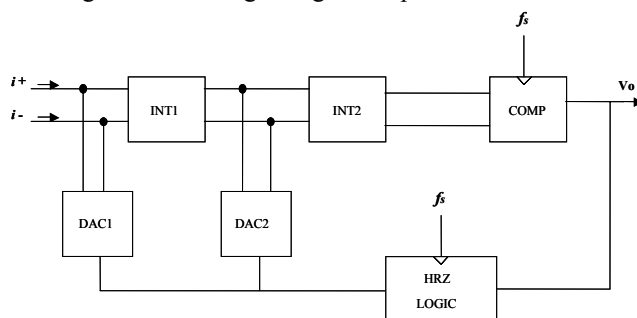 fs
i+
Vo
INT1
INT2
COMP
i-
DAC1
DAC2
fs
HRZ
LOGIC